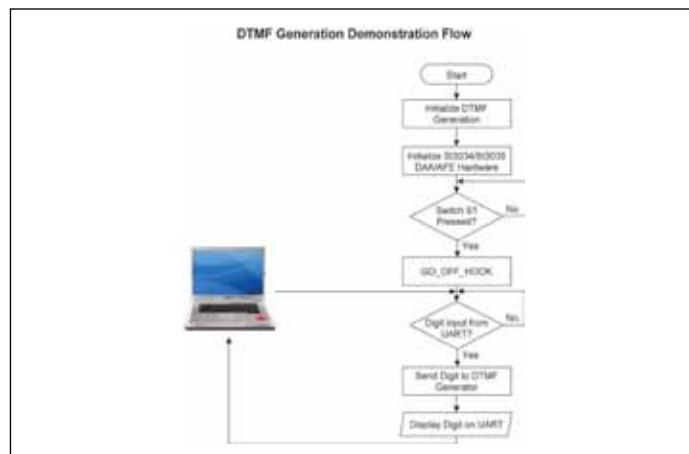 DTMF Generation Demonstration Flow
Start
Initialize DTMF
Generation
Initialize Si3034/Si3035
DAA/AFE Hardware
Switch S1
Pressed?
No
Yes
GO_OFF_HOOK
Digit input from
UART?
No
Yes
Send Digit to DTMF
Generator
Display Digit on UART